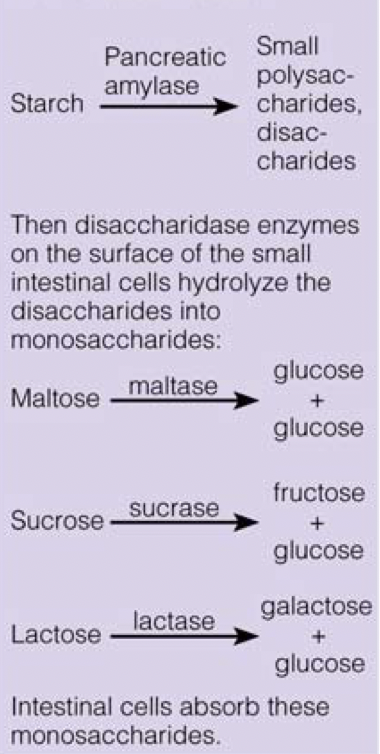 Starch
Pancreatic
amylase
Small
polysac-
charides,
disac-
charides
Then disaccharidase enzymes
on the surface of the small
intestinal cells hydrolyze the
disaccharides into
monosaccharides:
Maltose
maltase
glucose
+
glucose
Sucrose
sucrase
fructose
+
glucose
Lactose
lactase
galactose
+
glucose
Intestinal cells absorb these
monosaccharides.